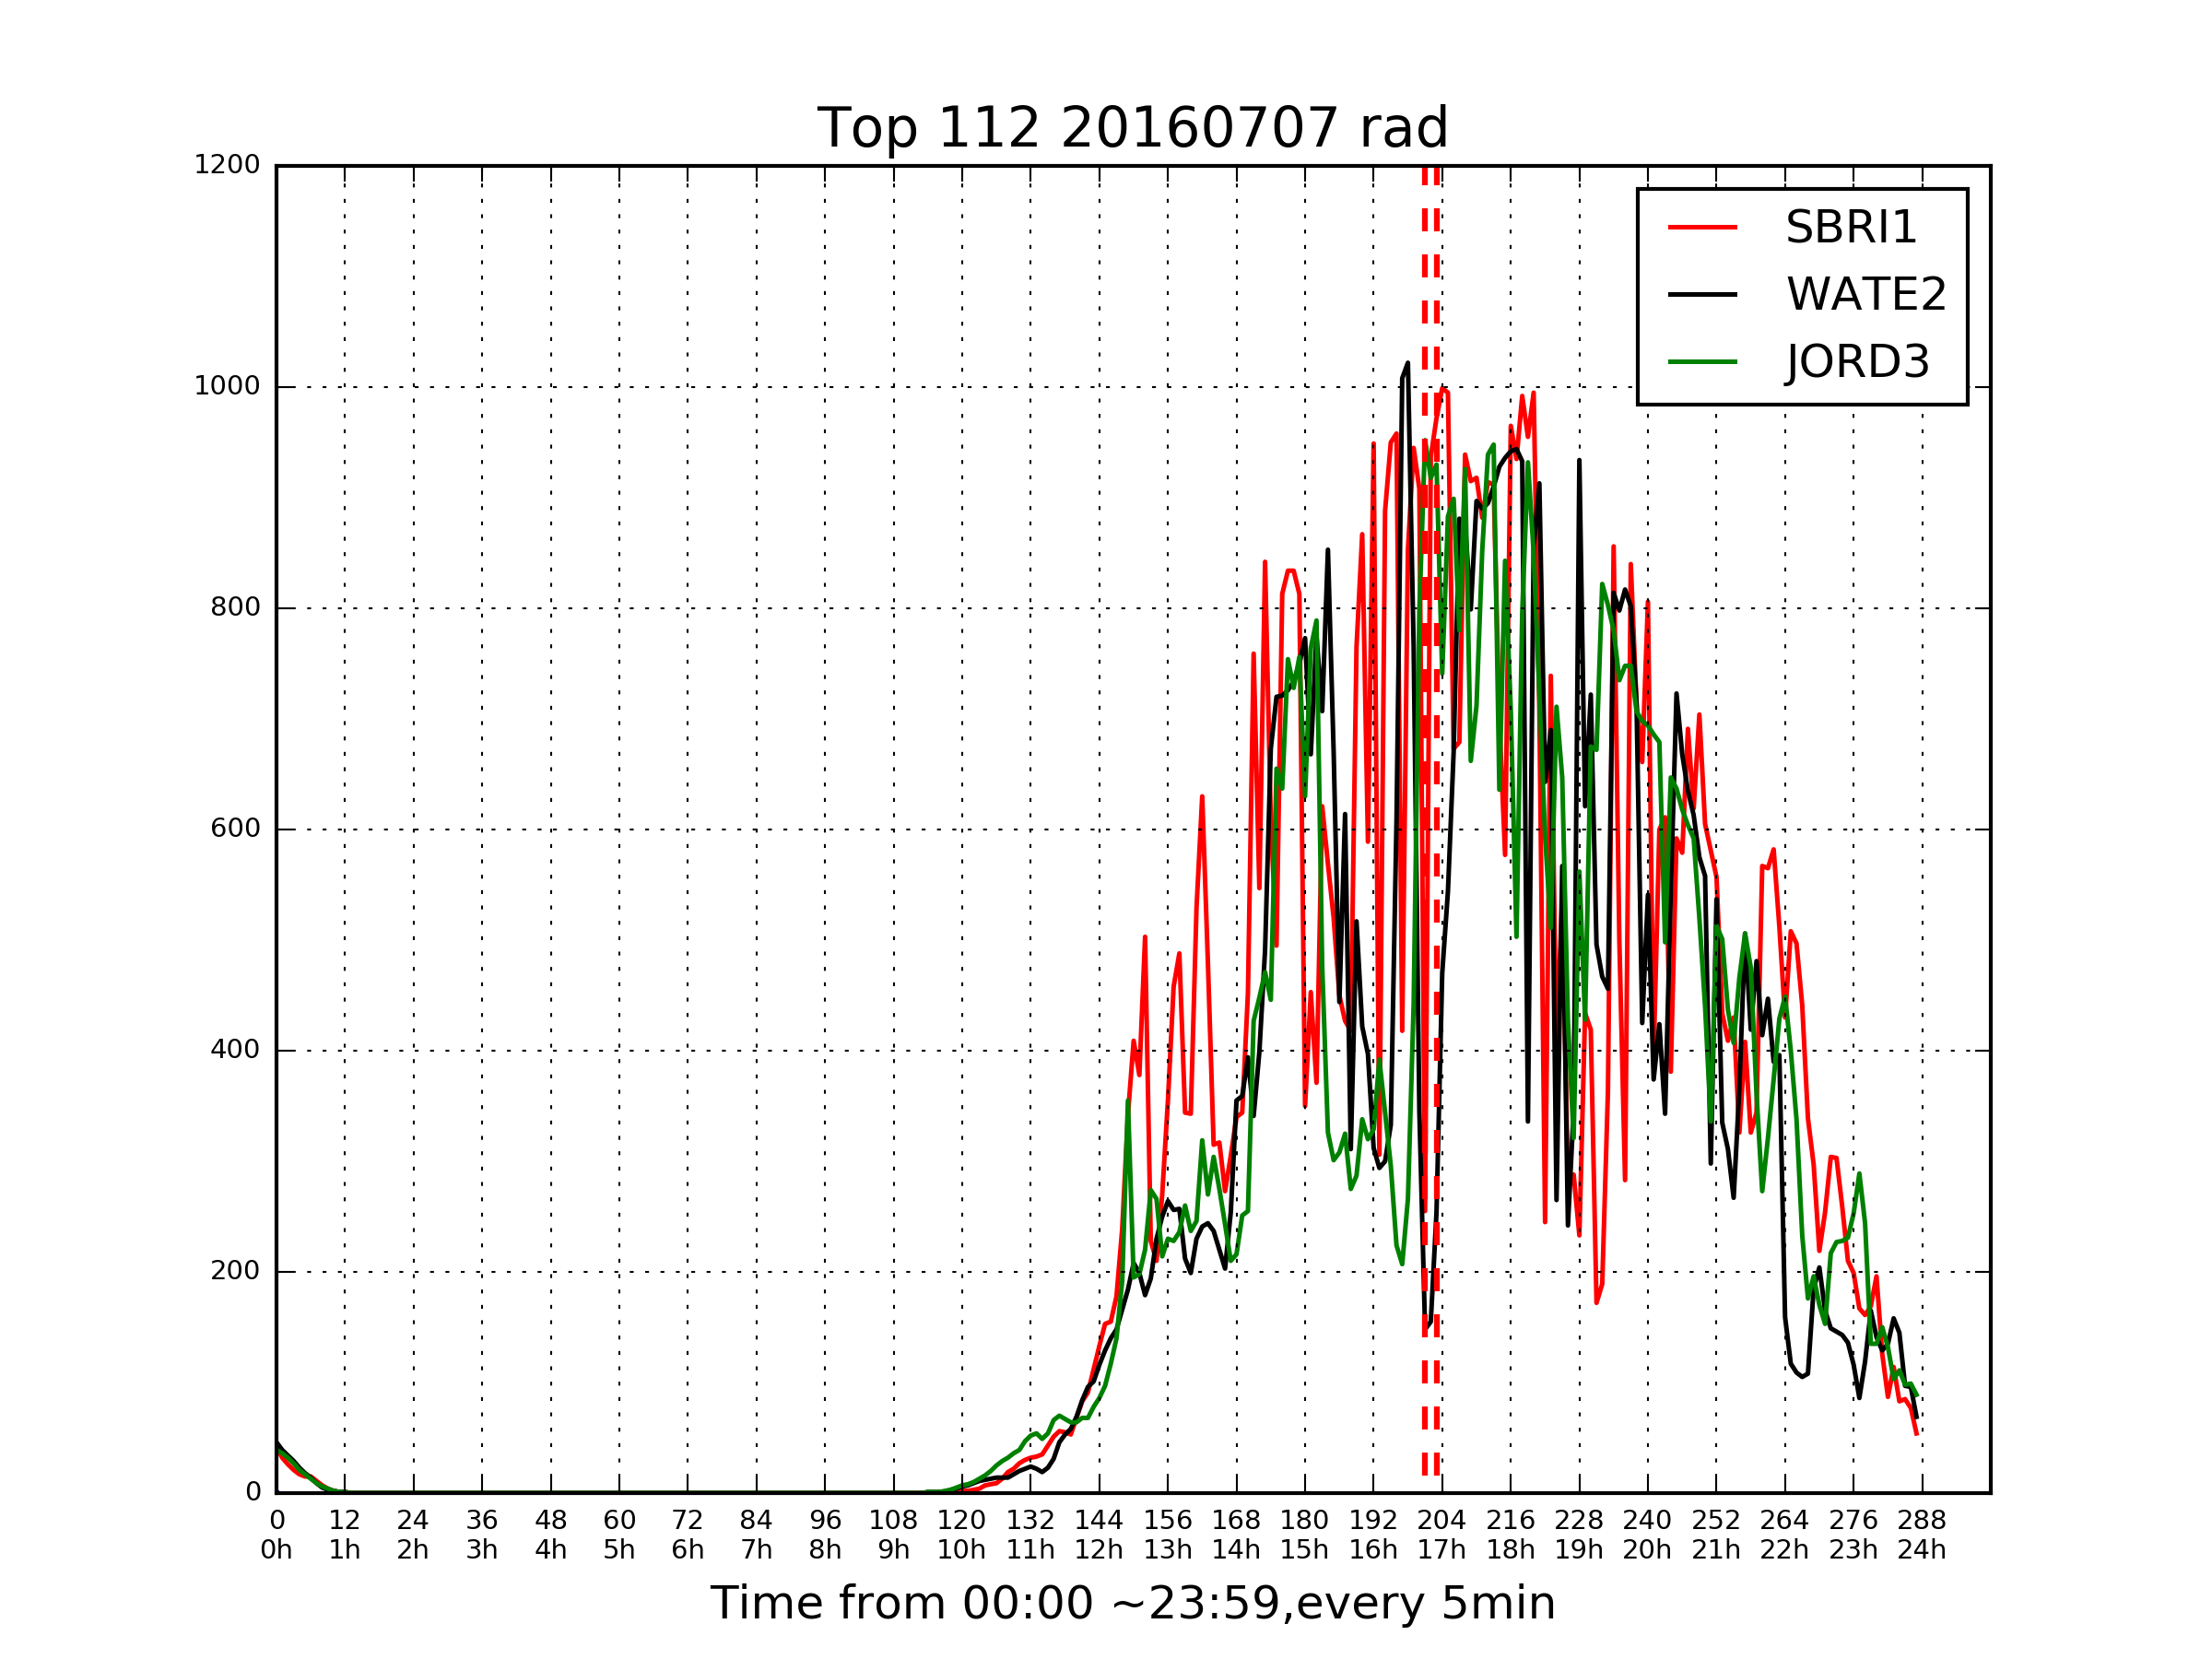 Top 112 20160707 rad
1200
1000
800
600
400
200
0
SBRI1
WATE2
JORD3
0 12 24 36 48 60 72 84 96 108 120 132 144 156 168 180 192 204 216 228 240 252 264 276 288
0h 1h 2h 3h 4h 5h 6h 7h 8h 9h 10h 11h 12h 13h 14h 15h 16h 17h 18h 19h 20h 21h 22h 23h 24h
Time from 00:00 ~23:59,every 5min